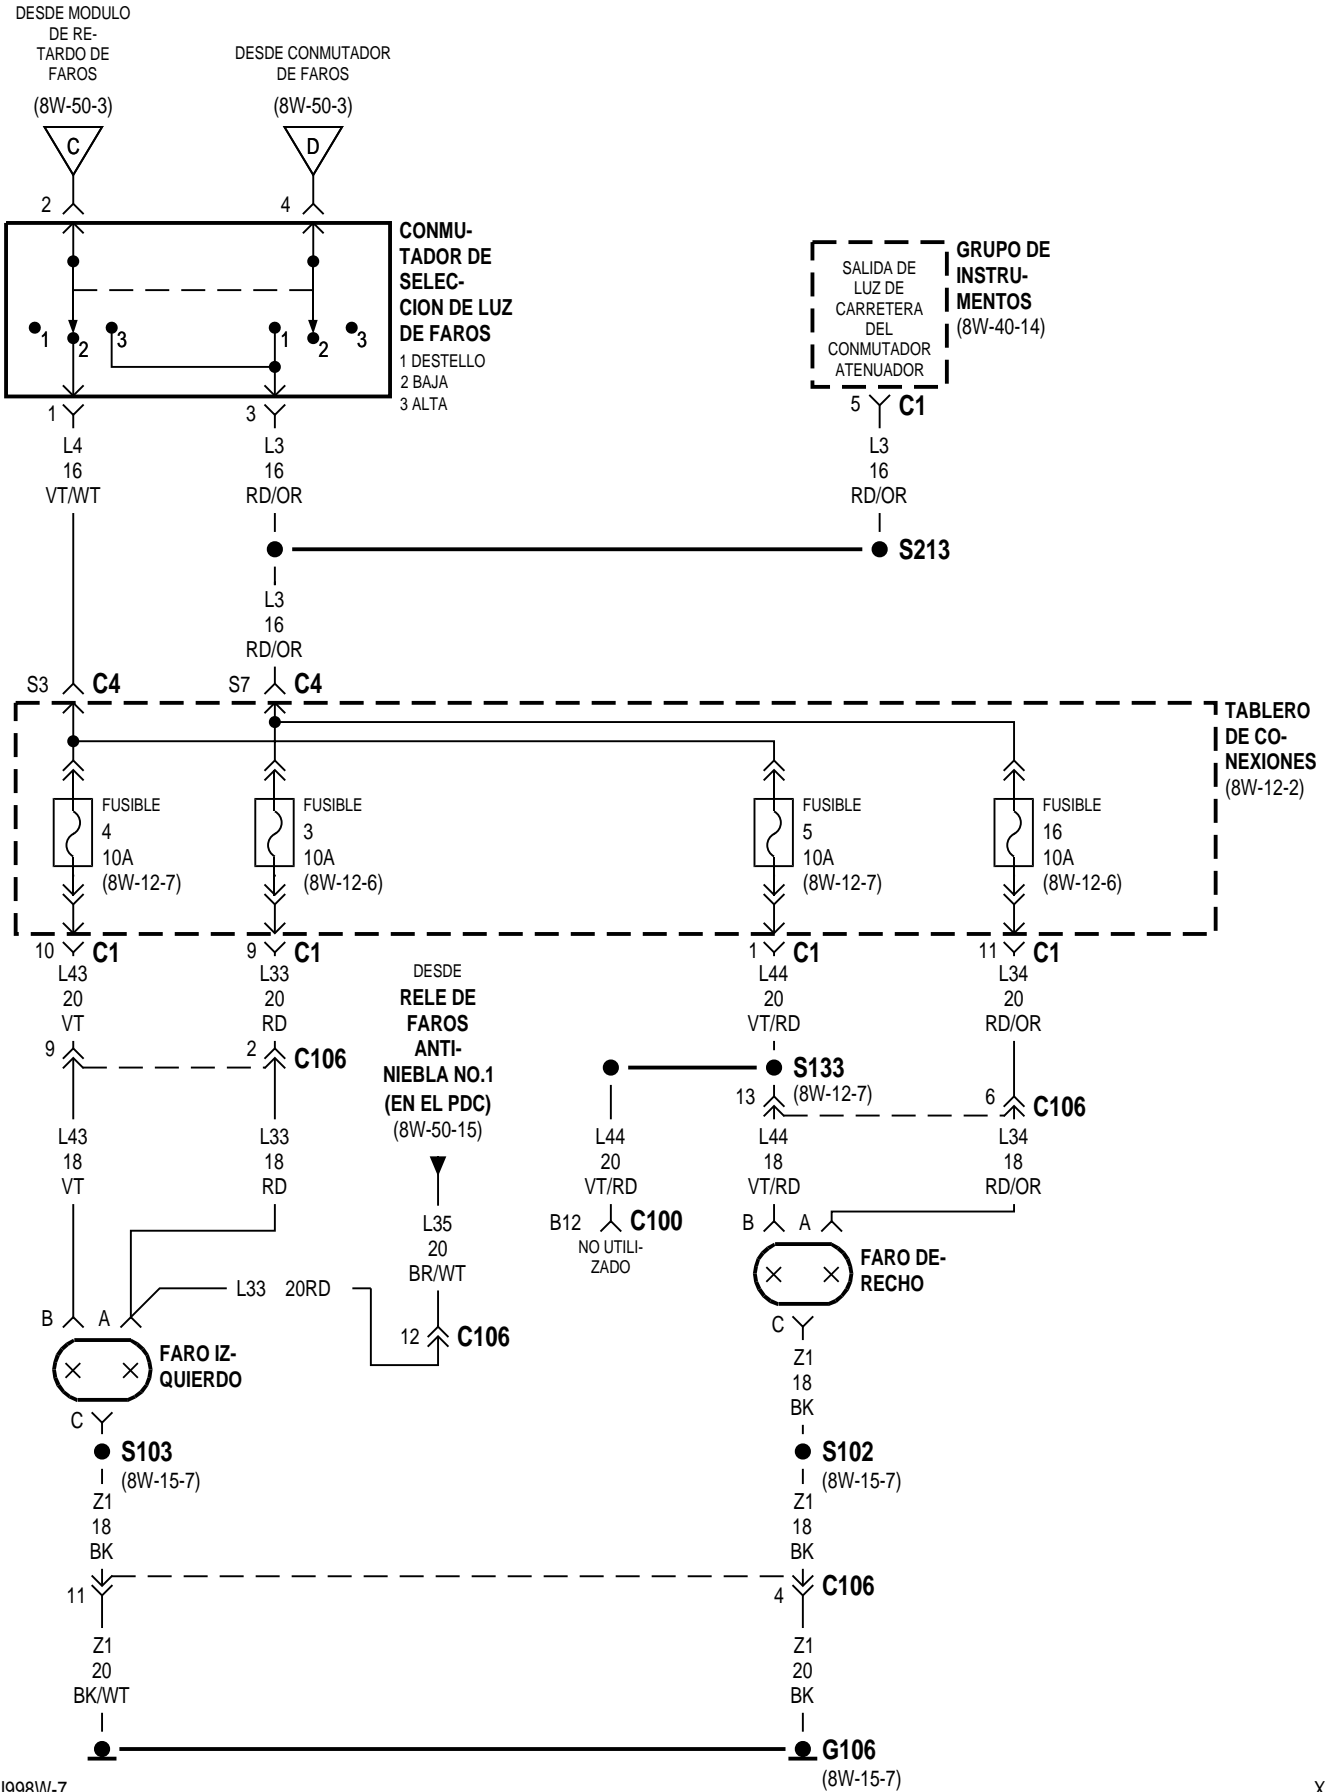 DESDE MODULO
DE RE-
TARDO DE
FAROS
(8W-50-3)
C
DESDE CONMUTADOR
DE FAROS
(8W-50-3)
D
2
4
CONMU-
TADOR DE
SELEC-
CION DE LUZ
DE FAROS
1 DESTELLO
2 BAJA
3 ALTA
1
2
3
1
2
3
SALIDA DE
LUZ DE
CARRETERA
DEL
CONMUTADOR
ATENUADOR
GRUPO DE
INSTRU-
MENTOS
(8W-40-14)
1
3
5 C1
L4
16
VT/WT
L3
16
RD/OR
L3
16
RD/OR
S213
L3
16
RD/OR
S3 C4
S7 C4
TABLERO
DE CO-
NEXIONES
(8W-12-2)
FUSIBLE
4
10A
(8W-12-7)
FUSIBLE
3
10A
(8W-12-6)
FUSIBLE
5
10A
(8W-12-7)
FUSIBLE
16
10A
(8W-12-6)
10 C1
9 C1
1 C1
11 C1
L43
20
VT
L33
20
RD
DESDE
RELE DE
FAROS
ANTI-
NIEBLA NO.1
(EN EL PDC)
(8W-50-15)
L44
20
VT/RD
L34
20
RD/OR
9
2 C106
S133
(8W-12-7)
13
6 C106
L43
18
VT
L33
18
RD
L44
20
VT/RD
L44
18
VT/RD
L34
18
RD/OR
L35
20
BR/WT
B12 C100
NO UTILI-
ZADO
B A
FARO DE-
RECHO
L33 20RD
12 C106
B A
FARO IZ-
QUIERDO
C
Z1
18
BK
C
S103
(8W-15-7)
S102
(8W-15-7)
Z1
18
BK
Z1
18
BK
11
4 C106
Z1
20
BK/WT
Z1
20
BK
G106
(8W-15-7)
J998W-7
X